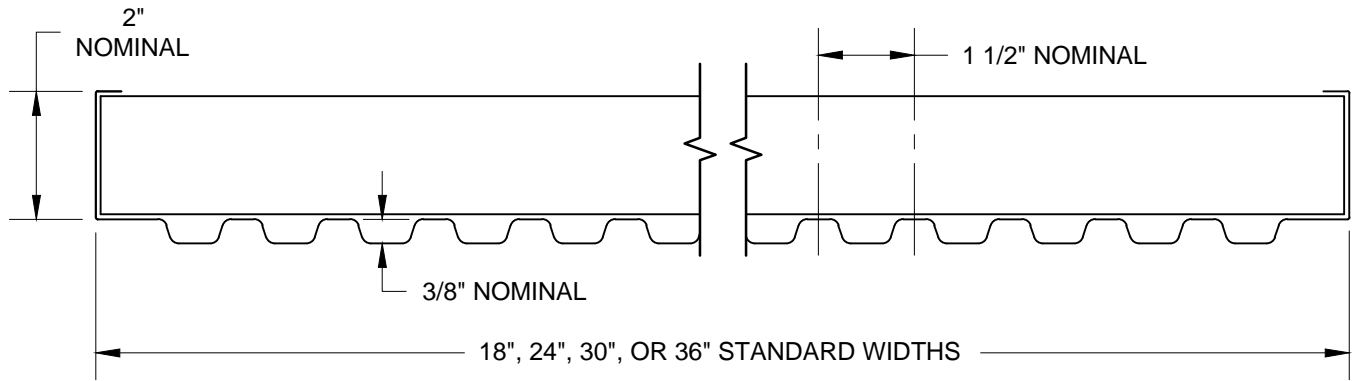 2"
NOMINAL
1 1/2" NOMINAL
3/8" NOMINAL
18", 24", 30", OR 36" STANDARD WIDTHS